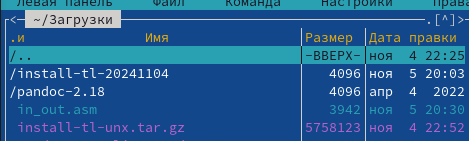 Левая панель Файл Команда Настройки Правая
<─ ~/Загрузки .[^]>
.и Имя Размер Дата правки
/.. -ВВЕРХ- ноя 4 22:25
/install-tl-20241104 4096 ноя 5 20:03
/pandoc-2.18 4096 апр 4 2022
in_out.asm 3942 ноя 5 20:30
install-tl-unx.tar.gz 5758123 ноя 4 22:52